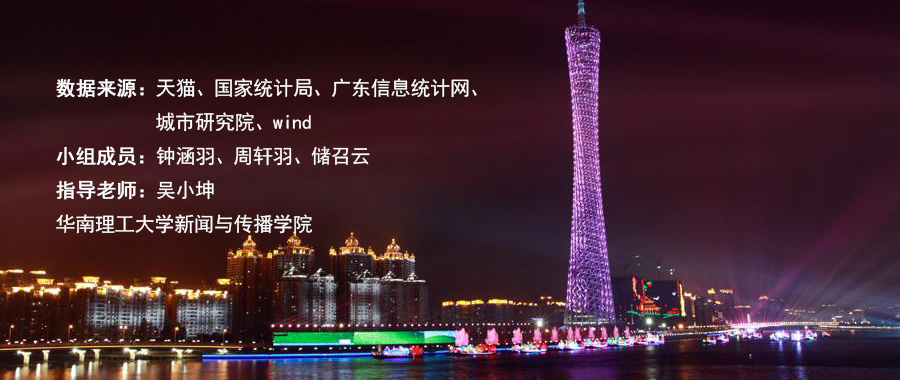 数据来源：天猫、国家统计局、广东信息统计网、
城市研究院、wind
小组成员：钟涵羽、周轩羽、储召云
指导老师：吴小坤
华南理工大学新闻与传播学院